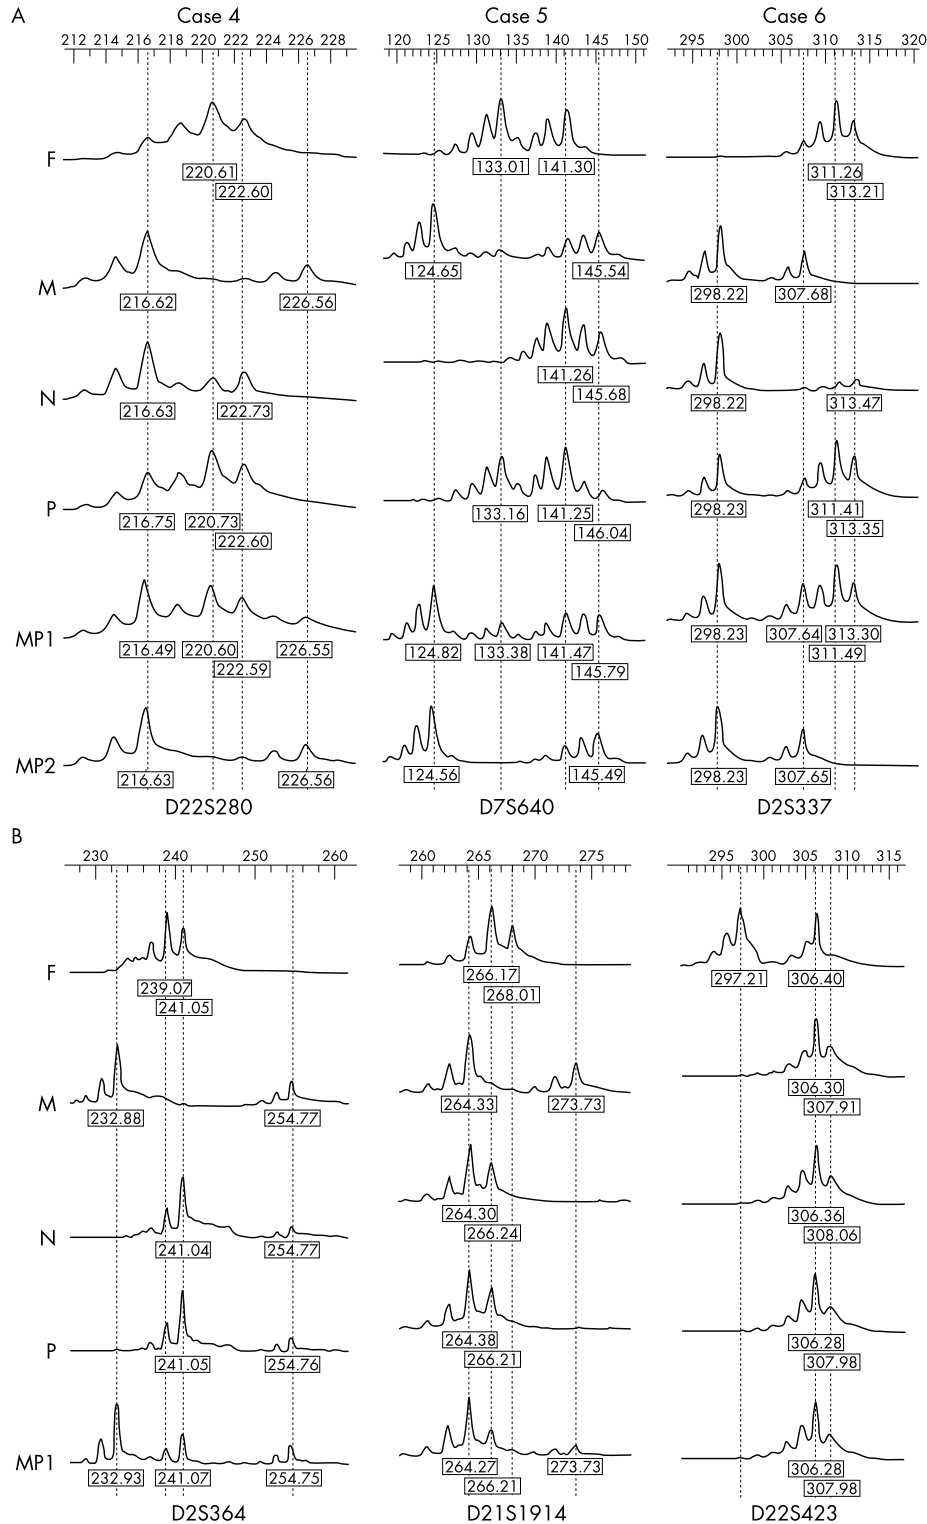 A
Case 4 Case 5 Case 6
212 214 216 218 220 222 224 226 228 120 125 130 135 140 145 150 295 300 305 310 315 320
F
220.61 133.01 141.30 311.26
222.60 313.21
M
216.62 226.56 124.65 145.54 298.22 307.68
N
216.63 222.73 141.26 298.22 313.47
145.68
P
216.75 220.73 133.16 141.25 298.23 311.41
222.60 146.04 313.35
MP1
216.49 220.60 226.55 124.82 133.38 141.47 298.23 307.64 313.30
222.59 145.79 311.49
MP2
216.63 226.56 124.56 145.49 298.23 307.65
D22S280 D7S640 D2S337
B
230 240 250 260 260 265 270 275 295 300 305 310 315
F
239.07 266.17 297.21 306.40
241.05 268.01
M
232.88 254.77 264.33 273.73 306.30
307.91
N
241.04 254.77 264.30 306.36
266.24 308.06
P
241.05 254.76 264.38 306.28
266.21 307.98
MP1
232.93 241.07 254.75 264.27 273.73 306.28
266.21 307.98
D2S364 D21S1914 D22S423